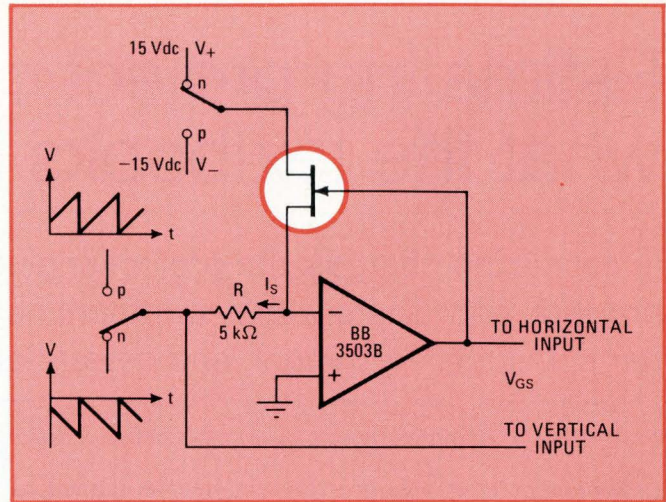 15 Vdc V+
n
p
−15 Vdc V−
V
t
p
R
IS
5 kΩ
n
V
t
−
BB
3503B
+
TO HORIZONTAL
INPUT
VGS
TO VERTICAL
INPUT